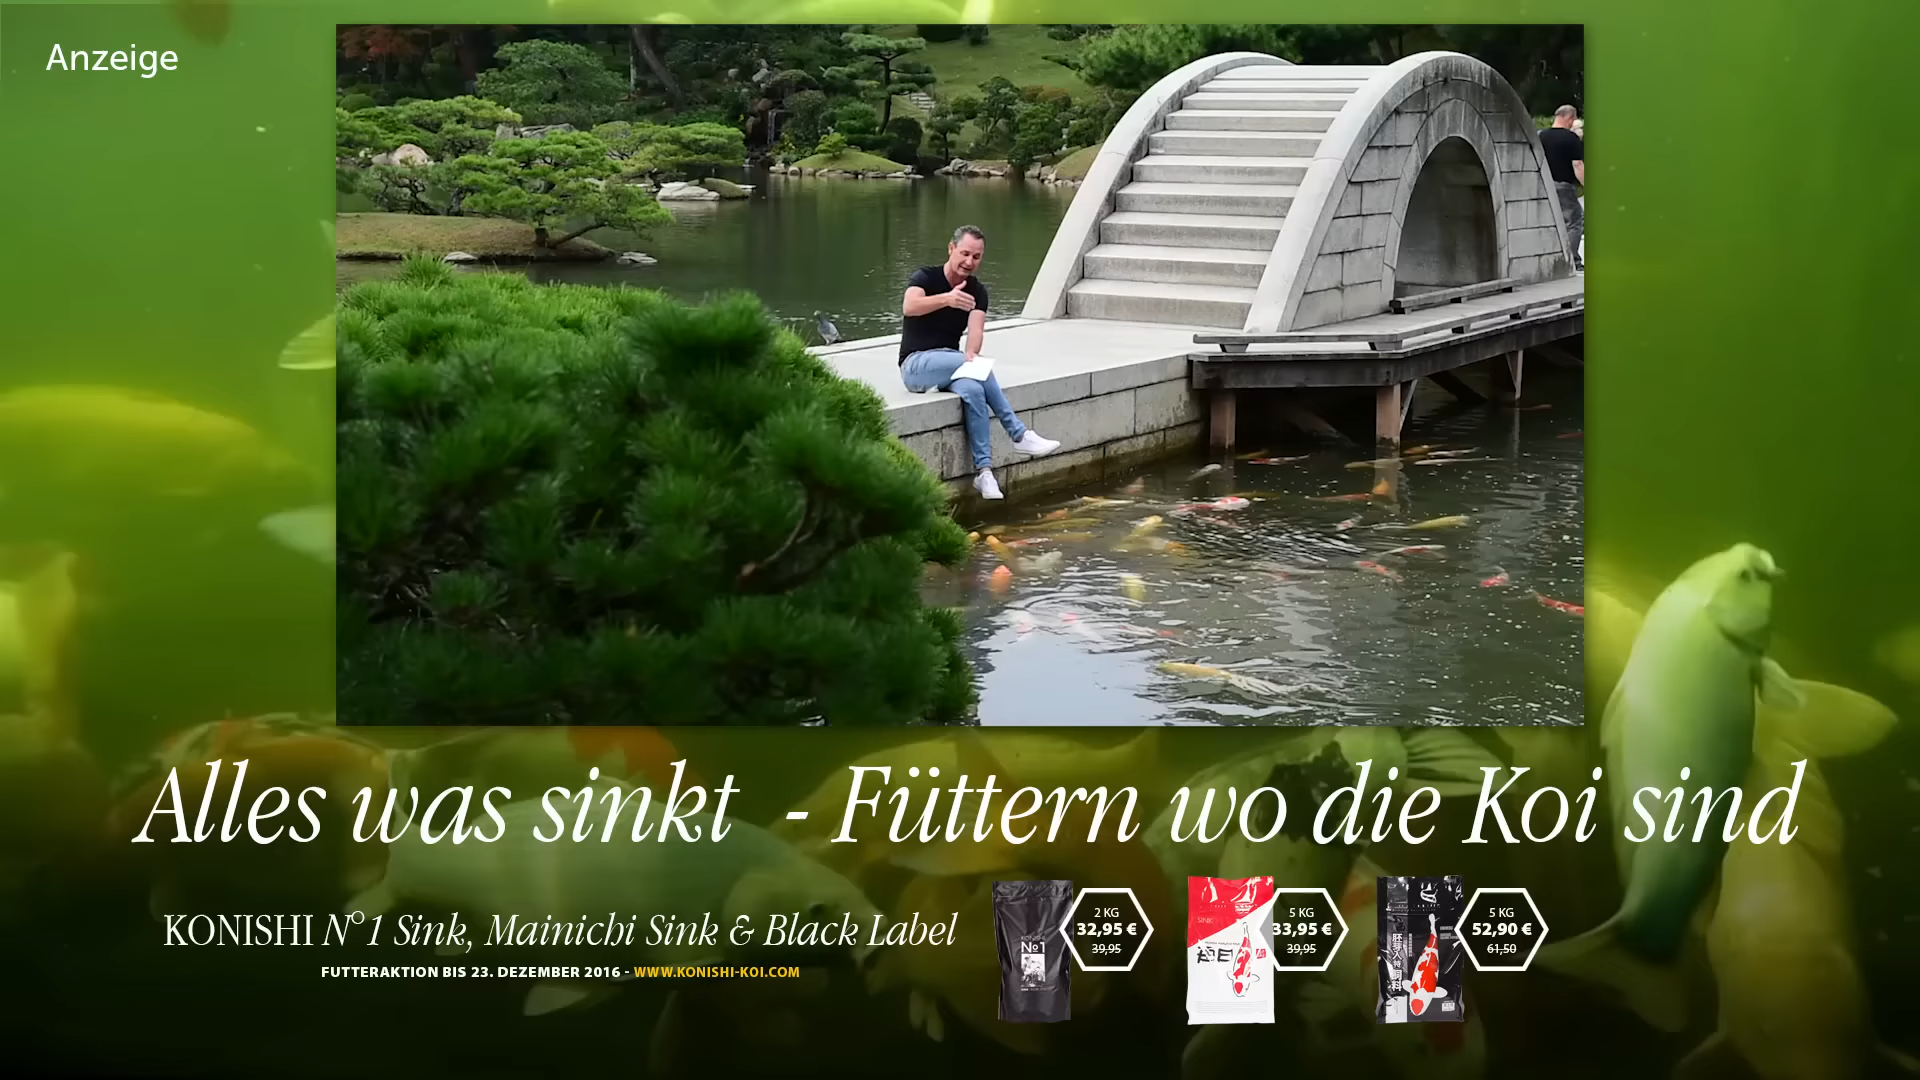 Anzeige
Alles was sinkt - Füttern wo die Koi sind
KONISHI N°1 Sink, Mainichi Sink & Black Label
FUTTERAKTION BIS 23. DEZEMBER 2016 - WWW.KONISHI-KOI.COM
2 KG
32,95 €
39,95
5 KG
33,95 €
39,95
5 KG
52,90 €
61,50
No1